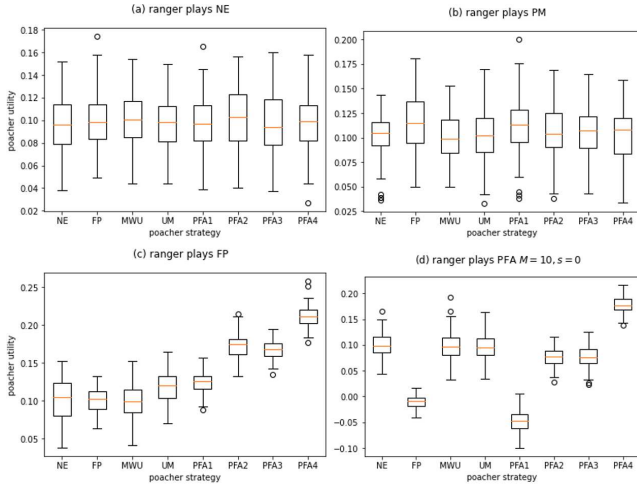 (a) ranger plays NE
0.18
0.16
0.14
0.12
0.10
0.08
0.06
0.04
0.02
poacher utility
NE FP MWU UM PFA1 PFA2 PFA3 PFA4
poacher strategy
(b) ranger plays PM
0.200
0.175
0.150
0.125
0.100
0.075
0.050
0.025
NE FP MWU UM PFA1 PFA2 PFA3 PFA4
poacher strategy
(c) ranger plays FP
0.25
0.20
0.15
0.10
0.05
poacher utility
NE FP MWU UM PFA1 PFA2 PFA3 PFA4
poacher strategy
(d) ranger plays PFA M = 10, s = 0
0.20
0.15
0.10
0.05
0.00
−0.05
−0.10
NE FP MWU UM PFA1 PFA2 PFA3 PFA4
poacher strategy